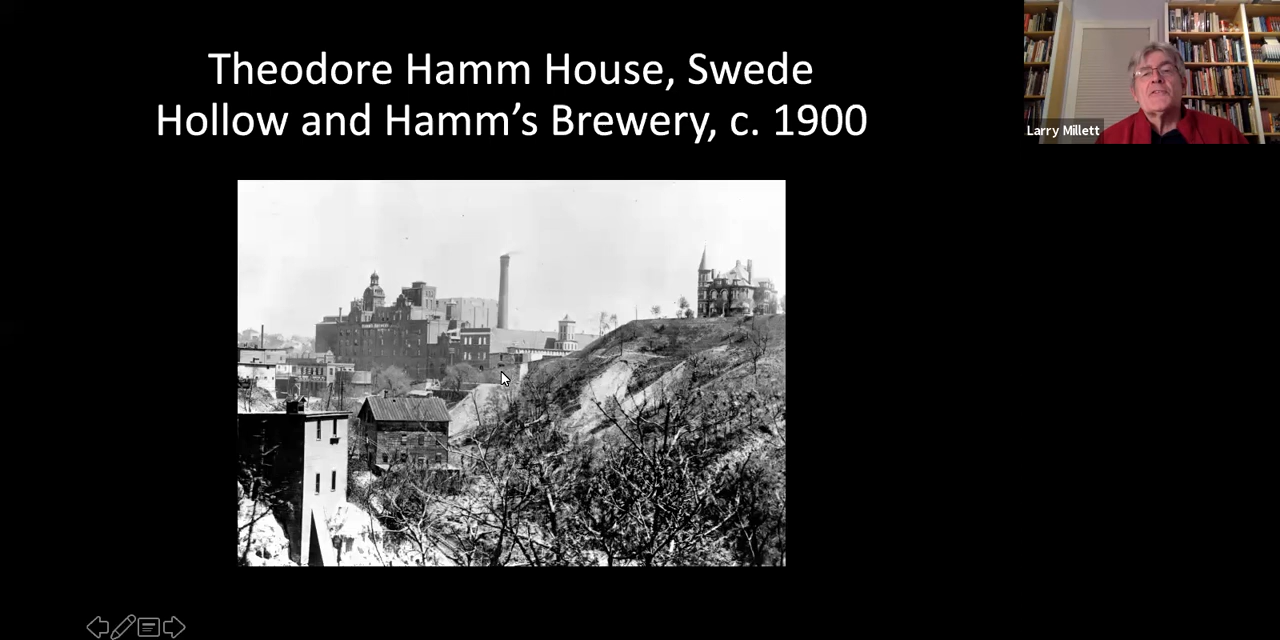 Theodore Hamm House, Swede
Hollow and Hamm's Brewery, c. 1900
Larry Millett